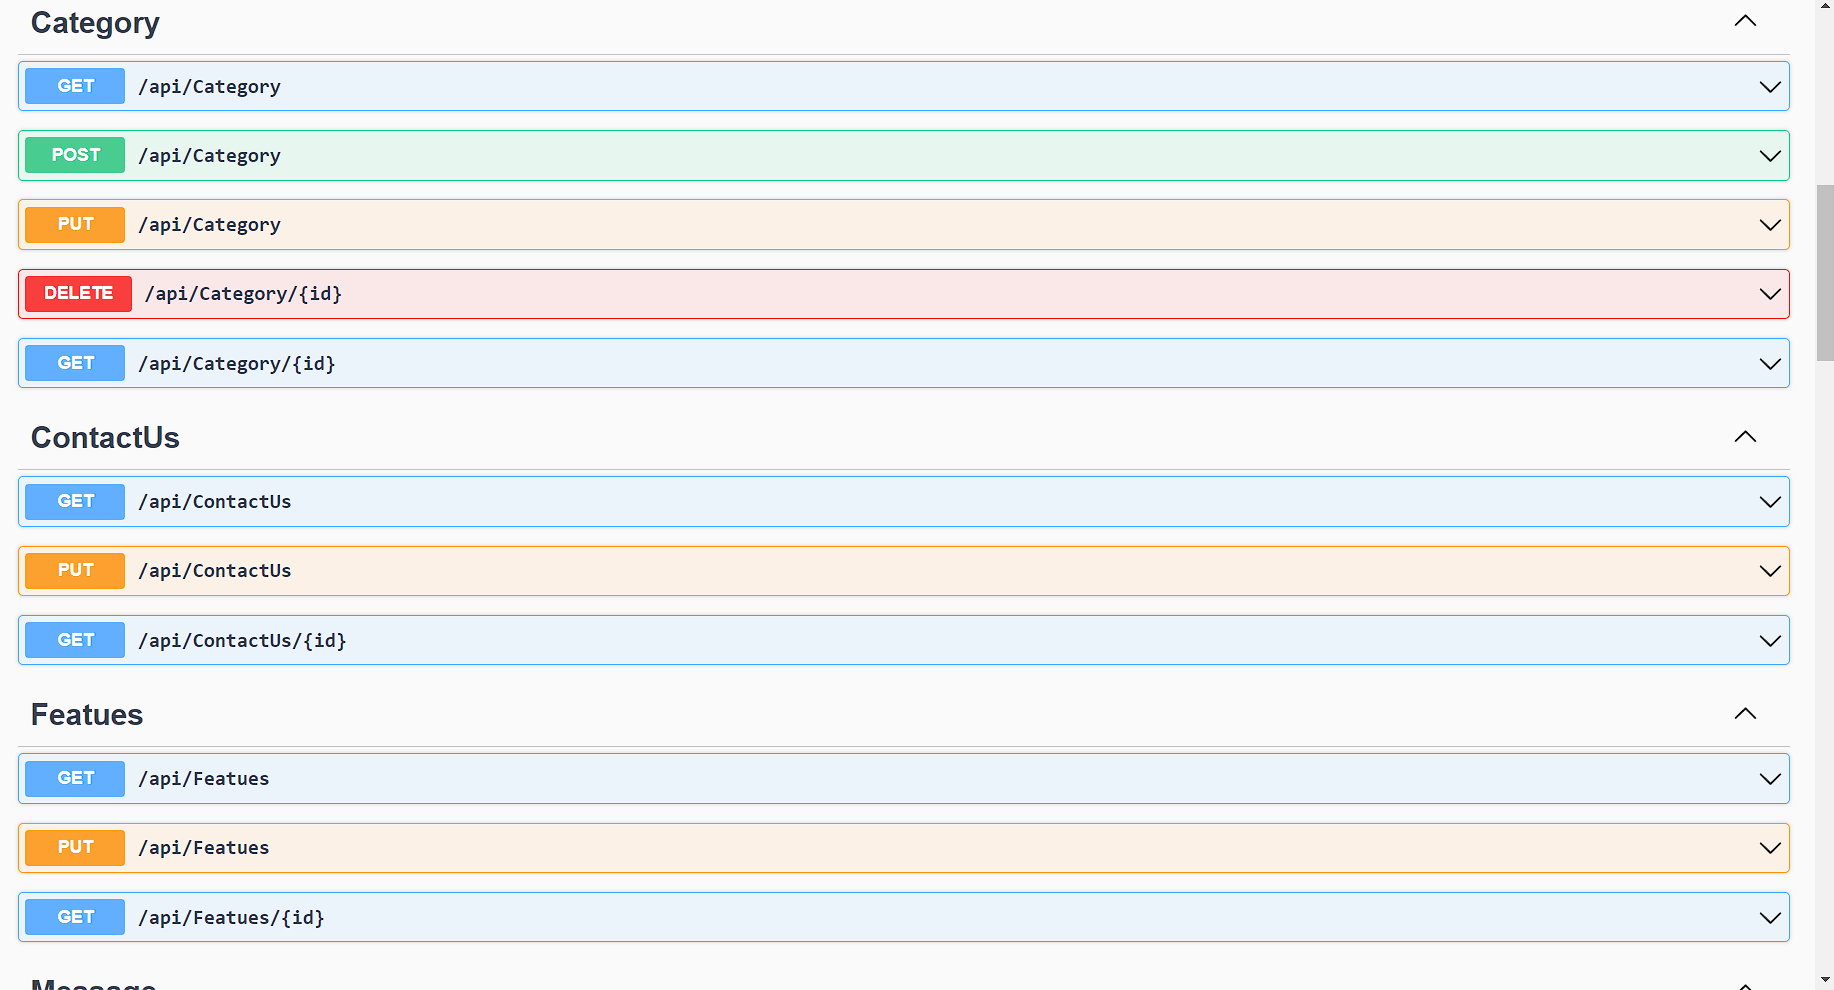 Category
GET /api/Category
POST /api/Category
PUT /api/Category
DELETE /api/Category/{id}
GET /api/Category/{id}
ContactUs
GET /api/ContactUs
PUT /api/ContactUs
GET /api/ContactUs/{id}
Featues
GET /api/Featues
PUT /api/Featues
GET /api/Featues/{id}
Message